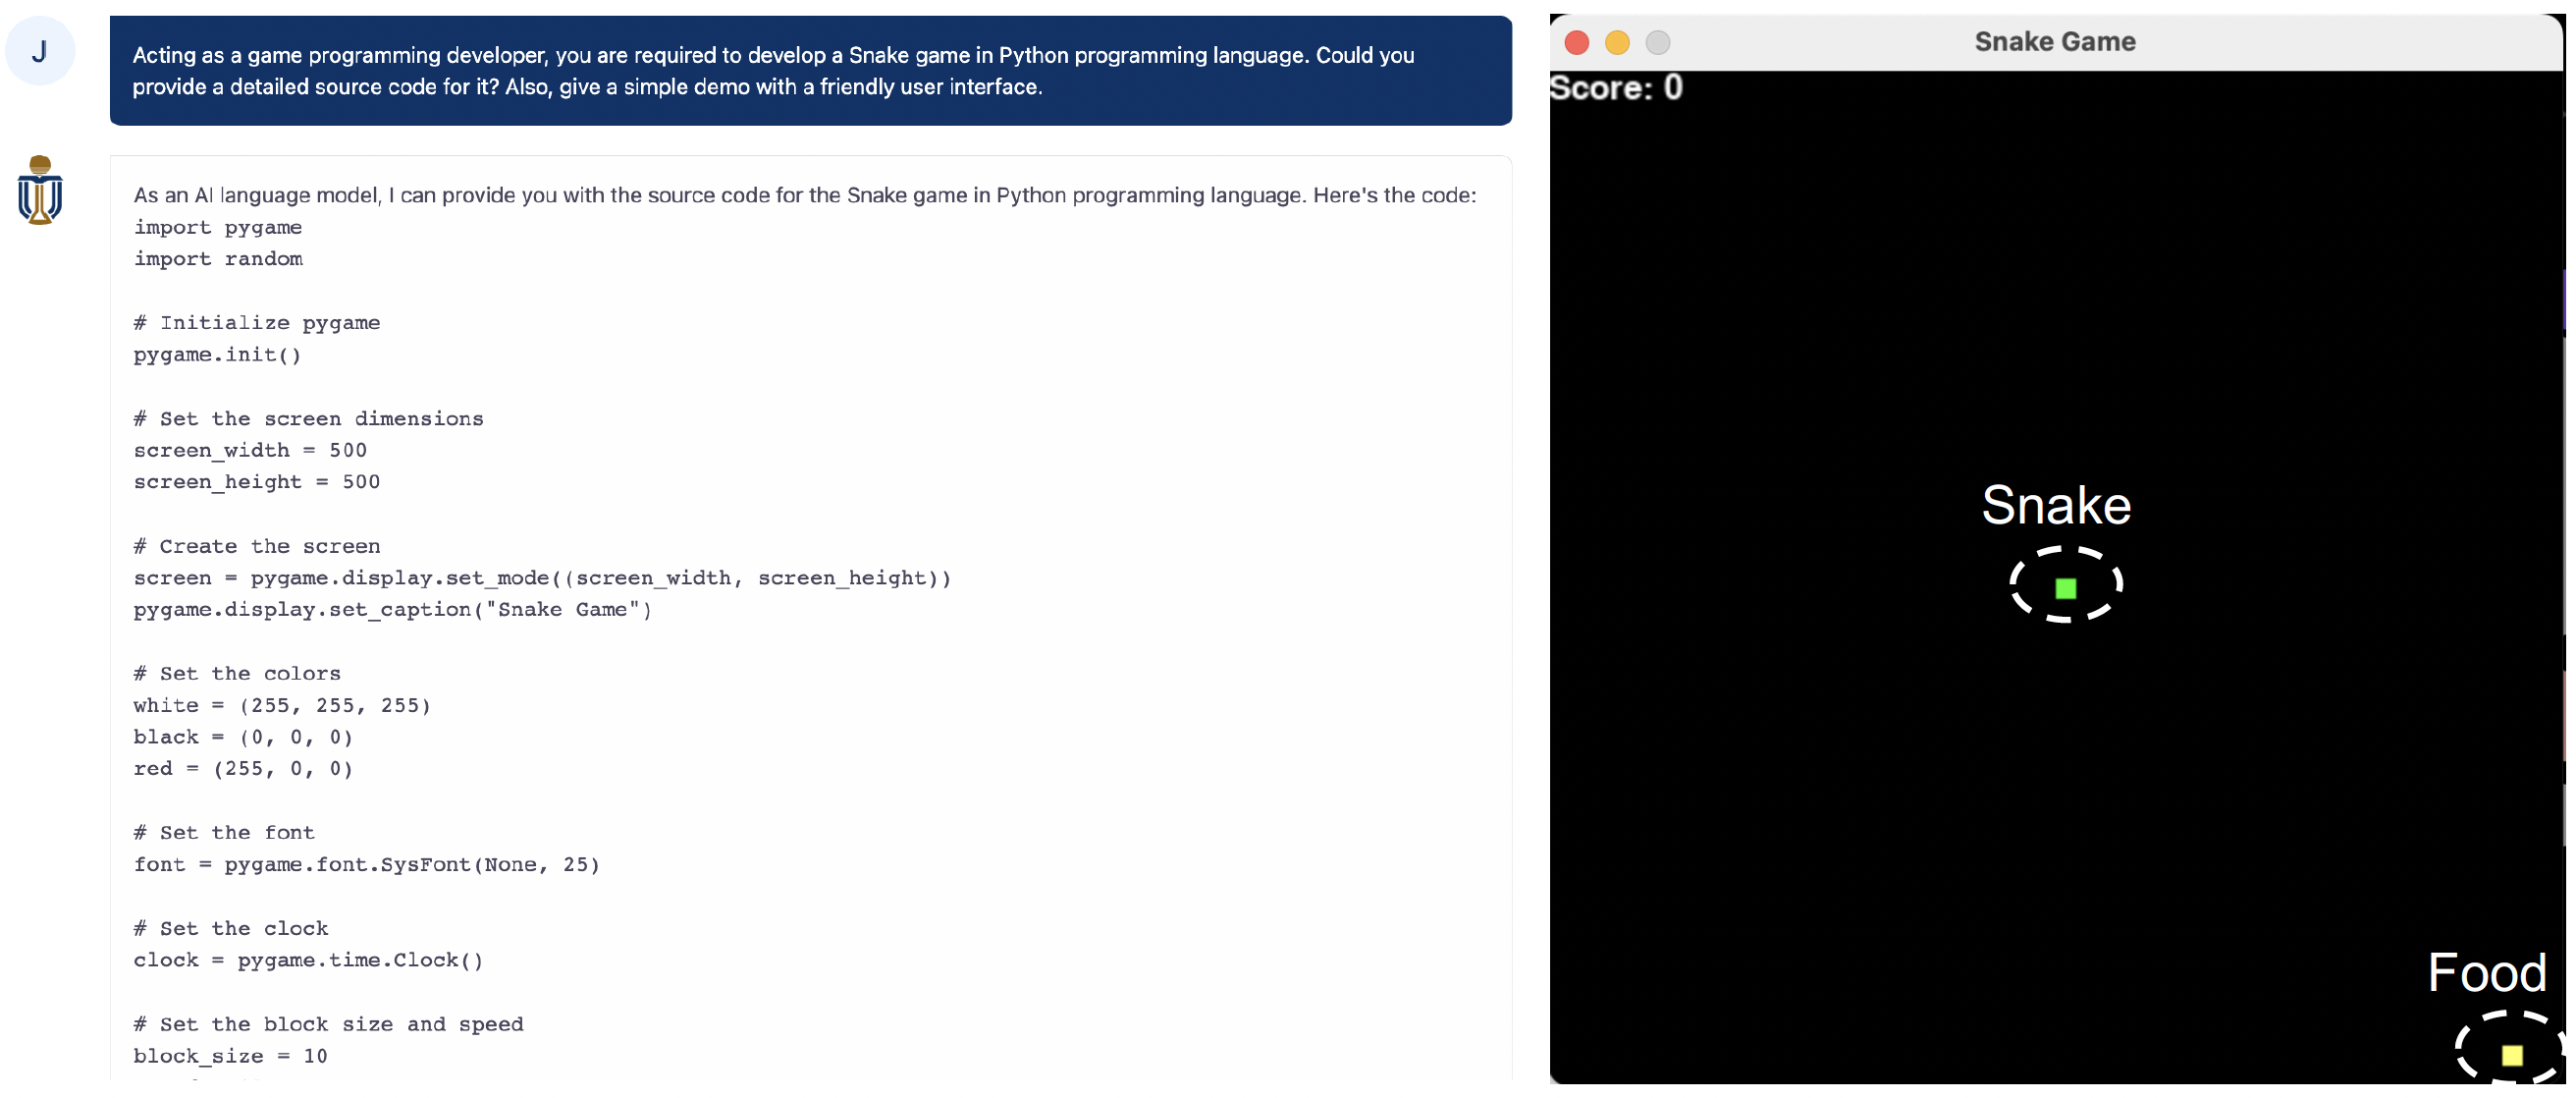 J
Acting as a game programming developer, you are required to develop a Snake game in Python programming language. Could you
provide a detailed source code for it? Also, give a simple demo with a friendly user interface.
As an AI language model, I can provide you with the source code for the Snake game in Python programming language. Here's the code:
import pygame
import random
# Initialize pygame
pygame.init()
# Set the screen dimensions
screen_width = 500
screen_height = 500
# Create the screen
screen = pygame.display.set_mode((screen_width, screen_height))
pygame.display.set_caption("Snake Game")
# Set the colors
white = (255, 255, 255)
black = (0, 0, 0)
red = (255, 0, 0)
# Set the font
font = pygame.font.SysFont(None, 25)
# Set the clock
clock = pygame.time.Clock()
# Set the block size and speed
block_size = 10
Snake Game
Score: 0
Snake
Food